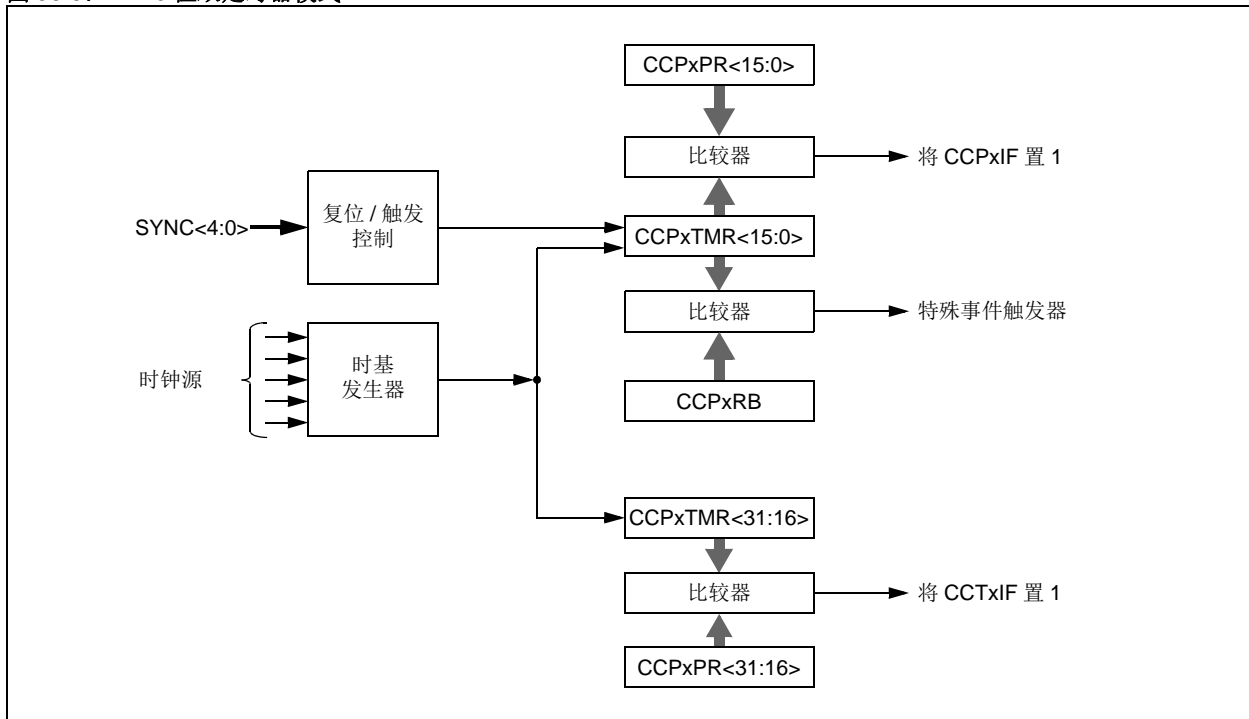 CCPxPR<15:0>
比较器
将 CCPxIF 置 1
复位 / 触发
控制
SYNC<4:0>
CCPxTMR<15:0>
比较器
特殊事件触发器
时基
发生器
时钟源
CCPxRB
CCPxTMR<31:16>
比较器
将 CCTxIF 置 1
CCPxPR<31:16>